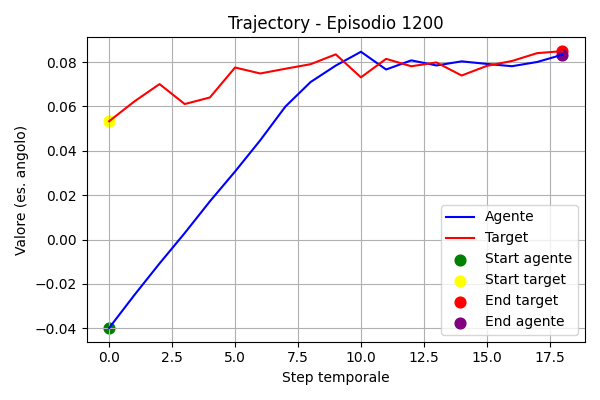 Trajectory - Episodio 1200
Valore (es. angolo)
0.08
0.06
0.04
0.02
0.00
−0.02
−0.04
0.0 2.5 5.0 7.5 10.0 12.5 15.0 17.5
Step temporale
Agente
Target
Start agente
Start target
End target
End agente